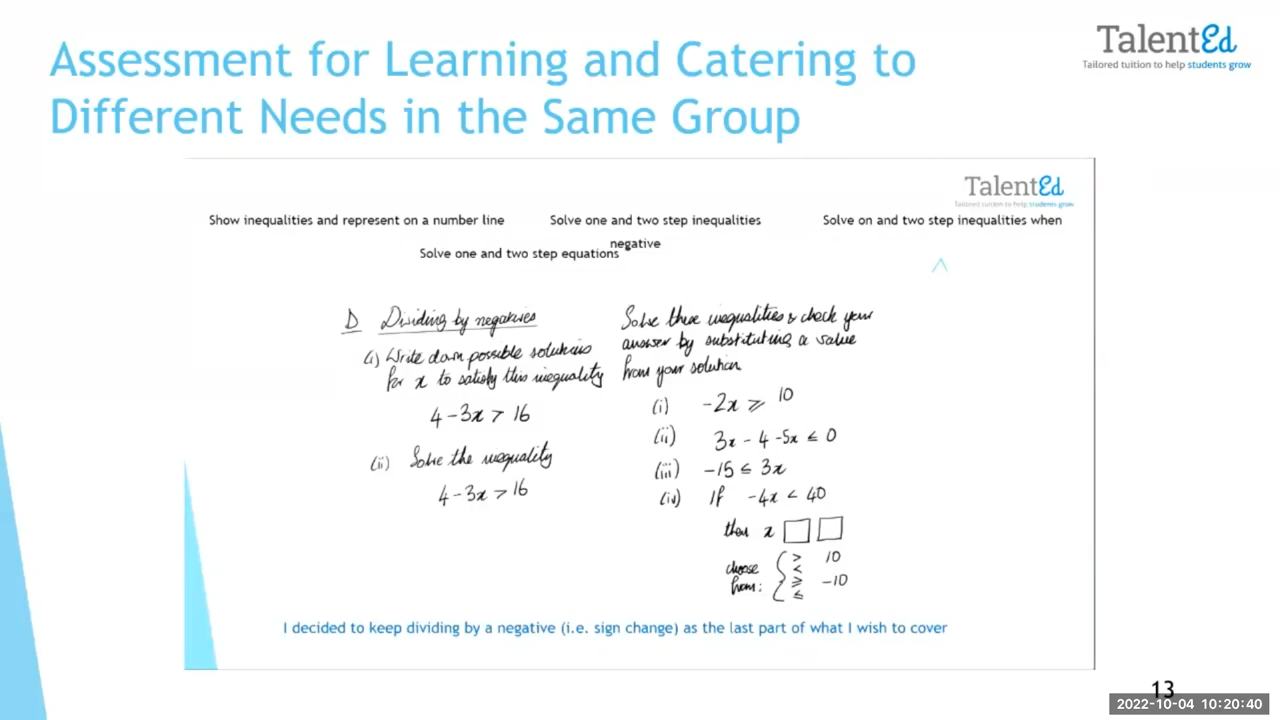 Assessment for Learning and Catering to
Different Needs in the Same Group
TalentEd
Tailored tuition to help students grow
TalentEd
Tailored tuition to help students grow
Show inequalities and represent on a number line
Solve one and two step inequalities
Solve on and two step inequalities when
negative
Solve one and two step equations
D Dividing by negatives
(i) Write down possible solutions
for x to satisfy this inequality
4 - 3x > 16
(ii) Solve the inequality
4 - 3x > 16
Solve these inequalities & check your
answer by substituting a value
from your solution
(i) -2x ⩾ 10
(ii) 3x - 4 - 5x ≤ 0
(iii) -15 ≤ 3x
(iv) If -4x < 40
then x
choose
from:
> 10
<
⩾ -10
≤
I decided to keep dividing by a negative (i.e. sign change) as the last part of what I wish to cover
13
2022-10-04 10:20:40